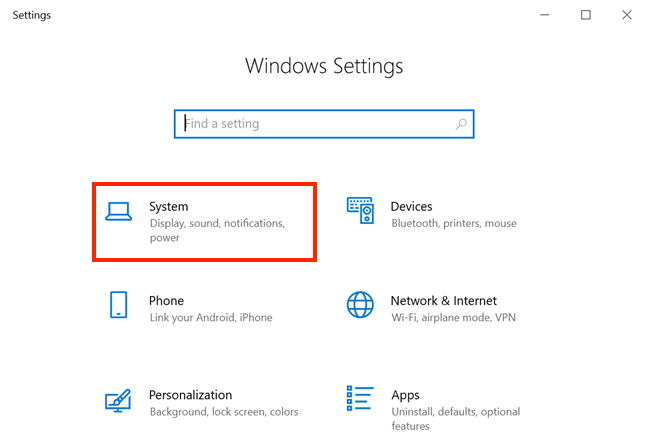 Settings
Windows Settings
Find a setting
System
Display, sound, notifications,
power
Devices
Bluetooth, printers, mouse
Phone
Link your Android, iPhone
Network & Internet
Wi-Fi, airplane mode, VPN
Personalization
Background, lock screen, colors
Apps
Uninstall, defaults, optional
features